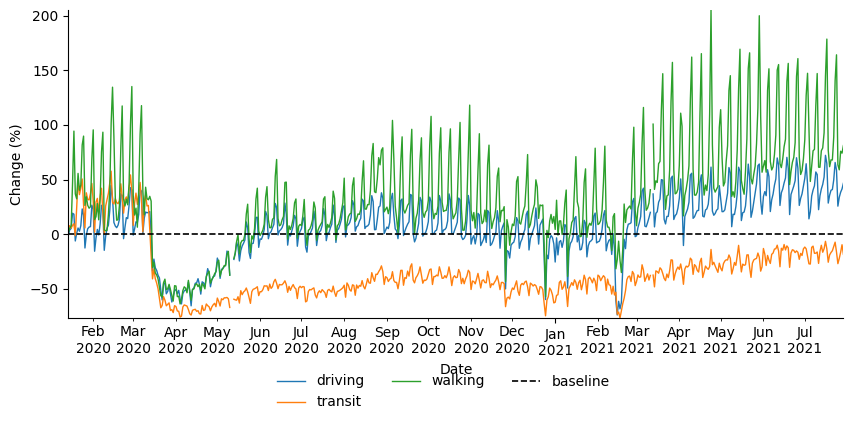 200
150
100
50
0
−50
Change (%)
Feb 2020
Mar 2020
Apr 2020
May 2020
Jun 2020
Jul 2020
Aug 2020
Sep 2020
Oct 2020
Nov 2020
Dec 2020
Jan 2021
Feb 2021
Mar 2021
Apr 2021
May 2021
Jun 2021
Jul 2021
Date
driving
transit
walking
baseline